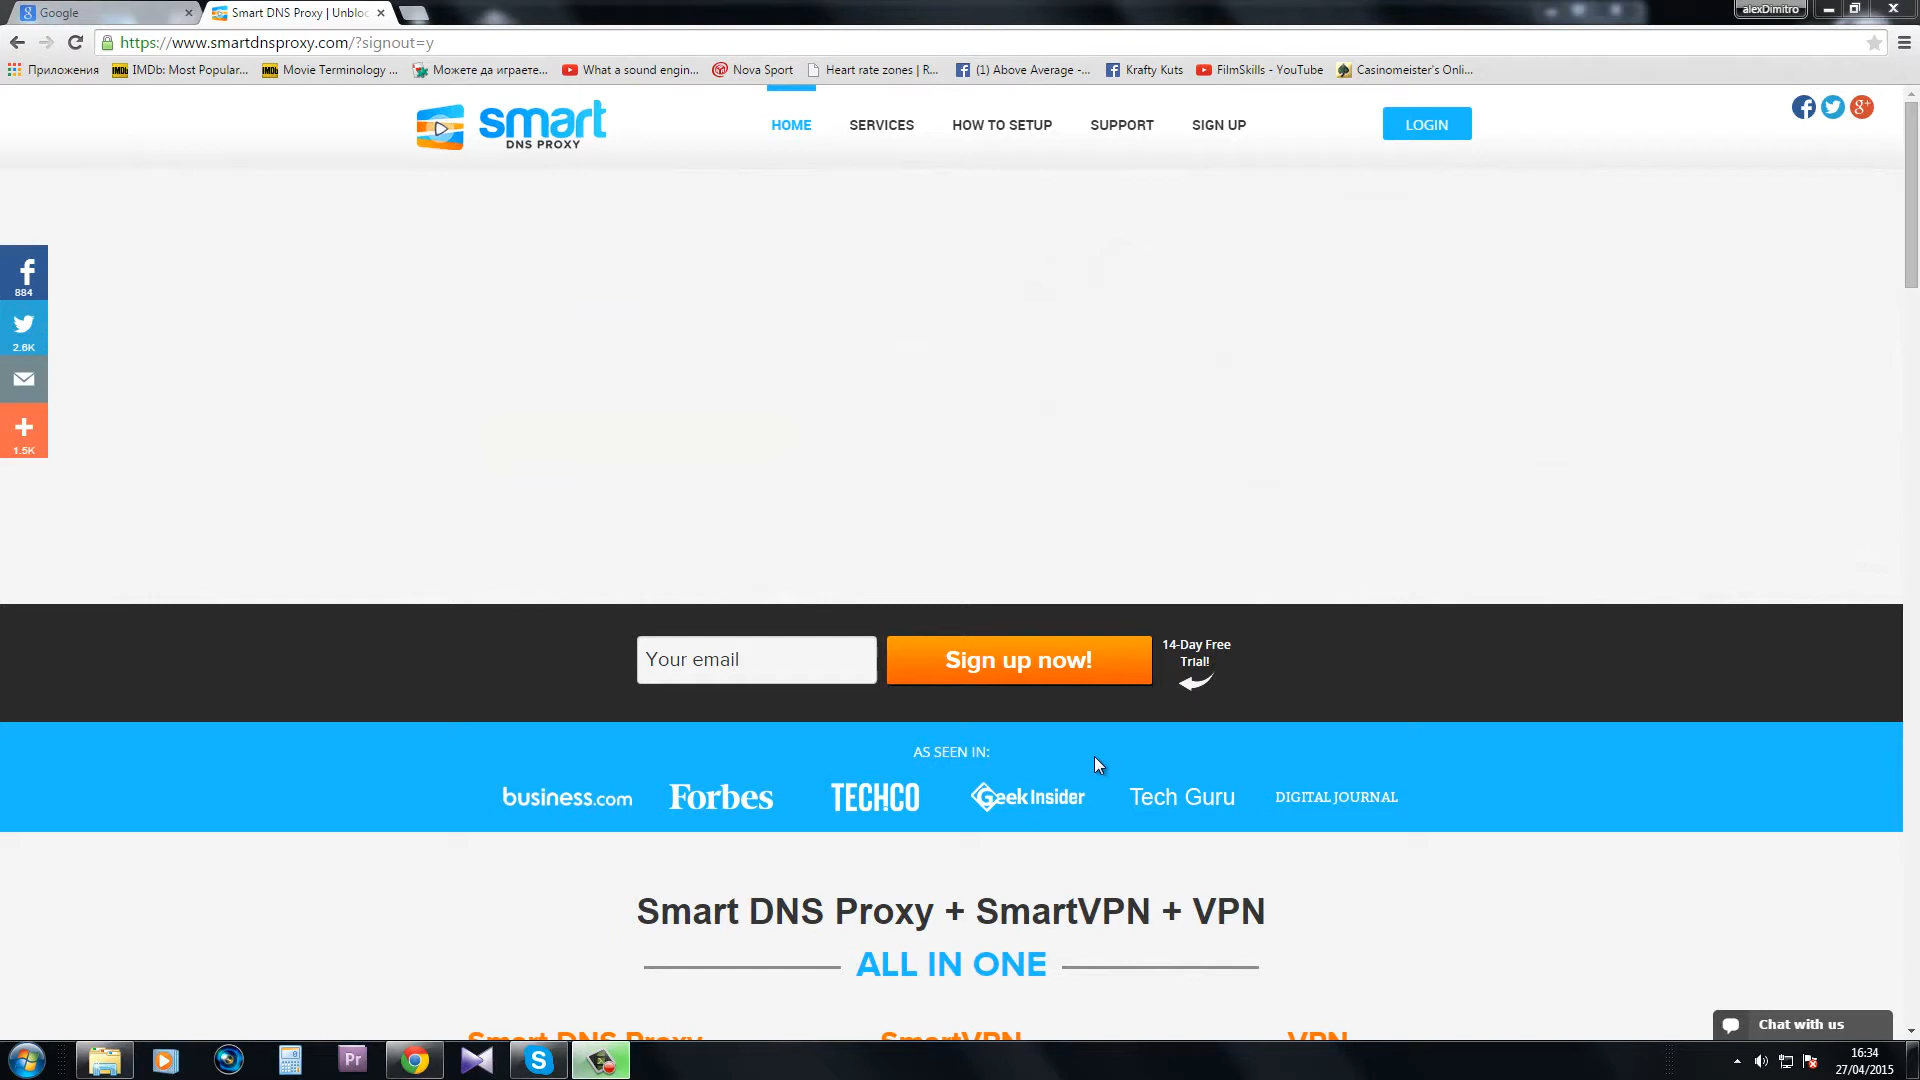 Google
Smart DNS Proxy | Unbloc
alexDimitro
https://www.smartdnsproxy.com/?signout=y
Приложения
IMDb: Most Popular...
Movie Terminology ...
Можете да играете...
What a sound engin...
Nova Sport
Heart rate zones | R...
(1) Above Average -...
Krafty Kuts
FilmSkills - YouTube
Casinomeister's Onli...
smart
DNS PROXY
HOME
SERVICES
HOW TO SETUP
SUPPORT
SIGN UP
LOGIN
884
2.6K
1.5K
Your email
Sign up now!
14-Day Free
Trial!
AS SEEN IN:
business.com
Forbes
TECHCO
Geek Insider
Tech Guru
DIGITAL JOURNAL
Smart DNS Proxy + SmartVPN + VPN
ALL IN ONE
Smart DNS Proxy
SmartVPN
VPN
Chat with us
Pr
16:34
27/04/2015